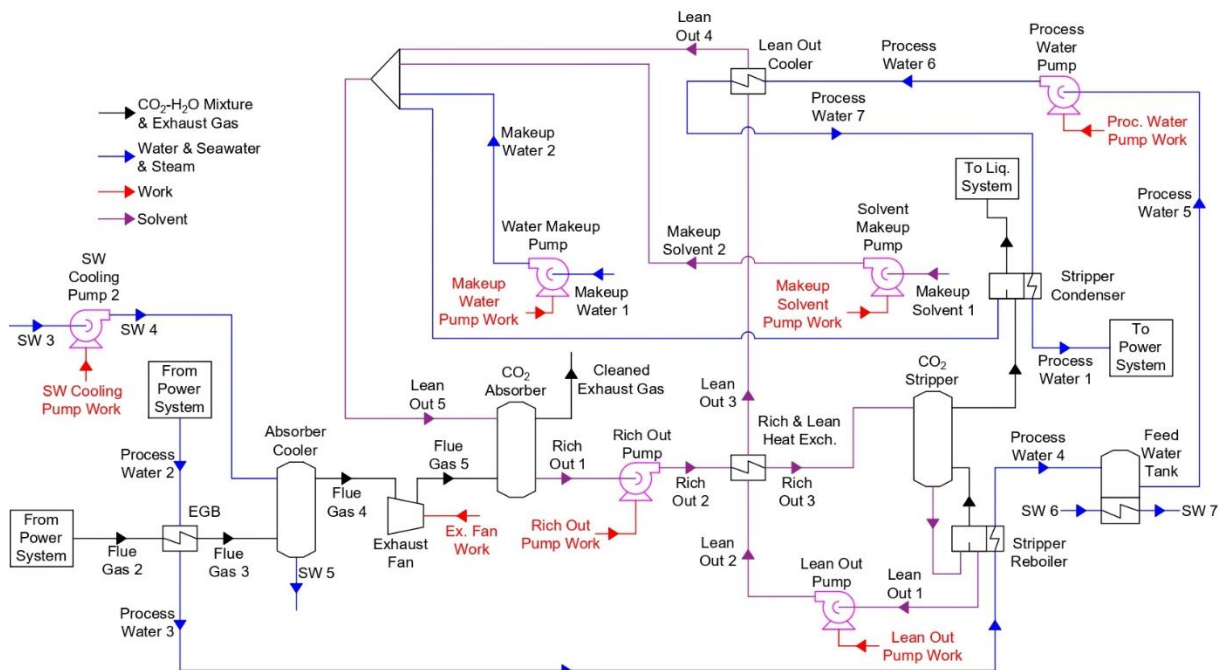 Lean
Out 4
Lean Out
Cooler
Process
Water 6
Process
Water
Pump
CO₂-H₂O Mixture
& Exhaust Gas
Water & Seawater
& Steam
Work
Solvent
Process
Water 7
Proc. Water
Pump Work
Makeup
Water 2
To Liq.
System
Process
Water 5
Water Makeup
Pump
Makeup
Solvent 2
Solvent
Makeup
Pump
SW
Cooling
Pump 2
SW 3
SW 4
Makeup
Water
Pump Work
Makeup
Water 1
Makeup
Solvent
Pump Work
Makeup
Solvent 1
Stripper
Condenser
SW Cooling
Pump Work
From
Power
System
To
Power
System
Process
Water 1
Cleaned
Exhaust Gas
Lean
Out 5
CO₂
Absorber
Lean
Out 3
CO₂
Stripper
Rich & Lean
Heat Exch.
Absorber
Cooler
Process
Water 2
Flue
Gas 5
Rich
Out 1
Rich Out
Pump
Rich
Out 2
Rich
Out 3
Process
Water 4
Feed
Water
Tank
Flue
Gas 4
From
Power
System
EGB
Flue
Gas 2
Flue
Gas 3
Ex. Fan
Work
Exhaust
Fan
Rich Out
Pump Work
SW 6
SW 7
Stripper
Reboiler
SW 5
Lean
Out 2
Lean Out
Pump
Lean
Out 1
Process
Water 3
Lean Out
Pump Work